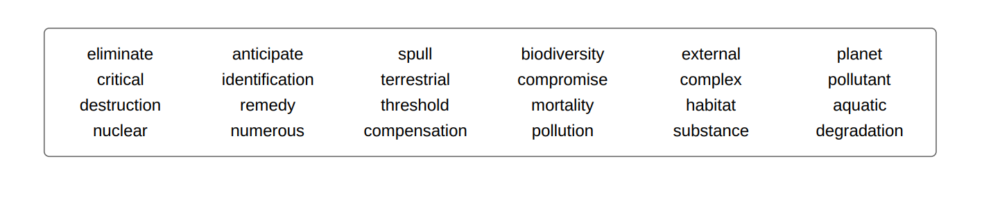 eliminate anticipate spull biodiversity external planet
critical identification terrestrial compromise complex pollutant
destruction remedy threshold mortality habitat aquatic
nuclear numerous compensation pollution substance degradation